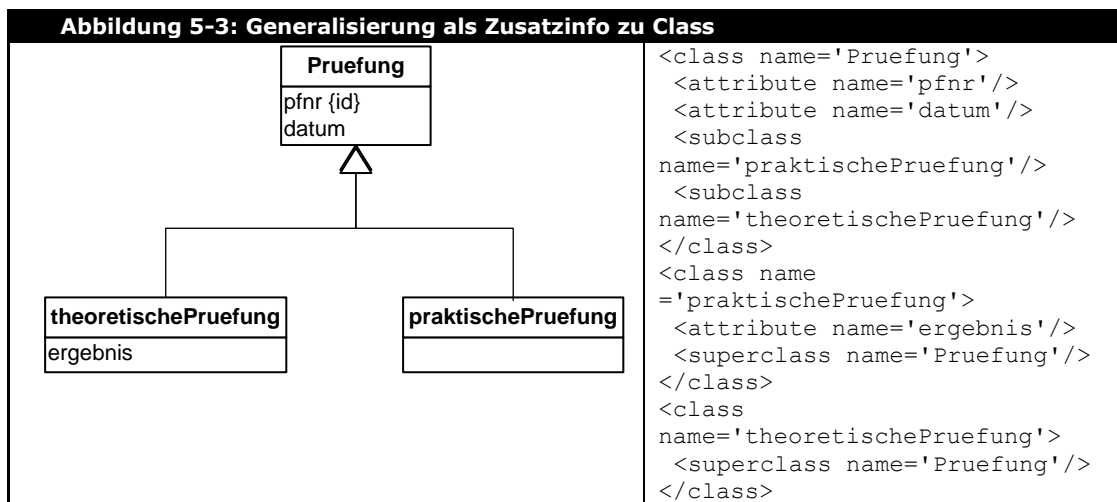 Abbildung 5-3: Generalisierung als Zusatzinfo zu Class
Pruefung
pfnr {id}
datum
theoretischePruefung
ergebnis
praktischePruefung
<class name='Pruefung'>
<attribute name='pfnr'/>
<attribute name='datum'/>
<subclass
name='praktischePruefung'/>
<subclass
name='theoretischePruefung'/>
</class>
<class name
='praktischePruefung'>
<attribute name='ergebnis'/>
<superclass name='Pruefung'/>
</class>
<class
name='theoretischePruefung'>
<superclass name='Pruefung'/>
</class>